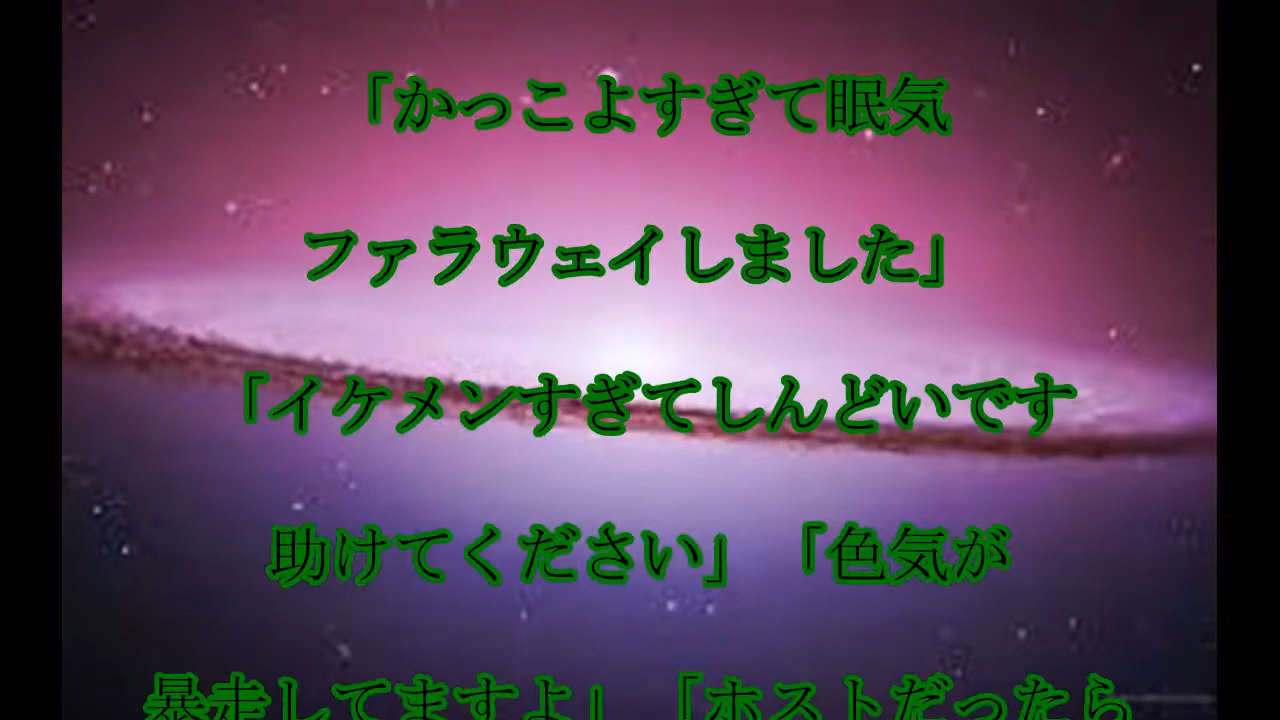 「かっこよすぎて眠気
ファラウェイしました」
「イケメンすぎてしんどいです
助けてください」「色気が
暴走してますよ」「ホストだったら